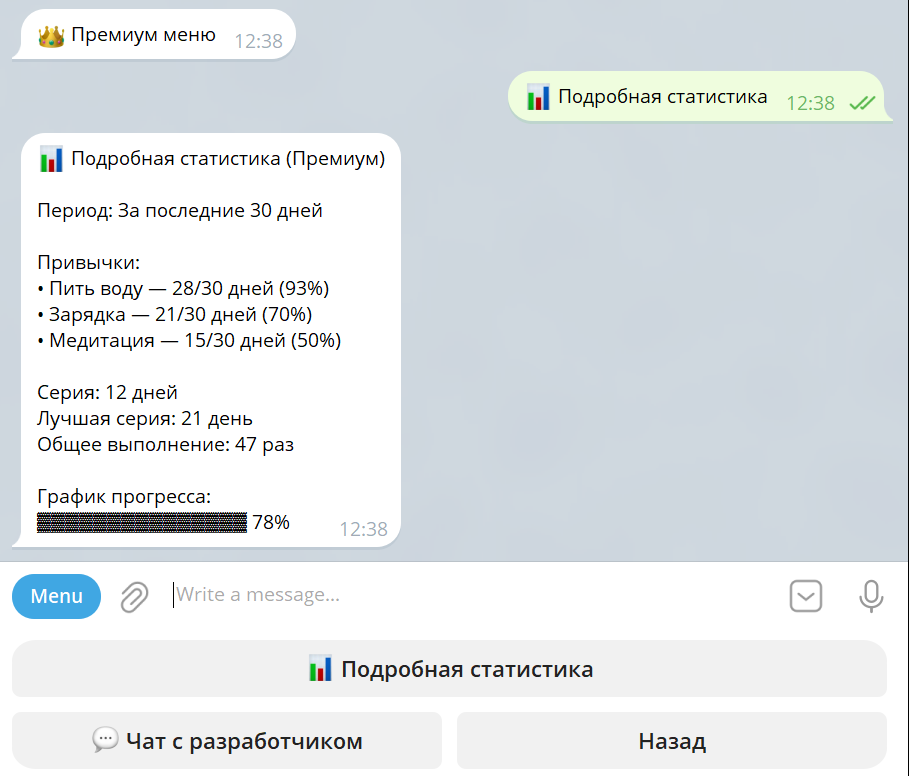 👑 Премиум меню 12:38
📊 Подробная статистика 12:38
📊 Подробная статистика (Премиум)
Период: За последние 30 дней
Привычки:
• Пить воду — 28/30 дней (93%)
• Зарядка — 21/30 дней (70%)
• Медитация — 15/30 дней (50%)
Серия: 12 дней
Лучшая серия: 21 день
Общее выполнение: 47 раз
График прогресса:
▓▓▓▓▓▓▓▓▓▓▓▓▓▓▓ 78% 12:38
Menu Write a message...
📊 Подробная статистика
💬 Чат с разработчиком Назад